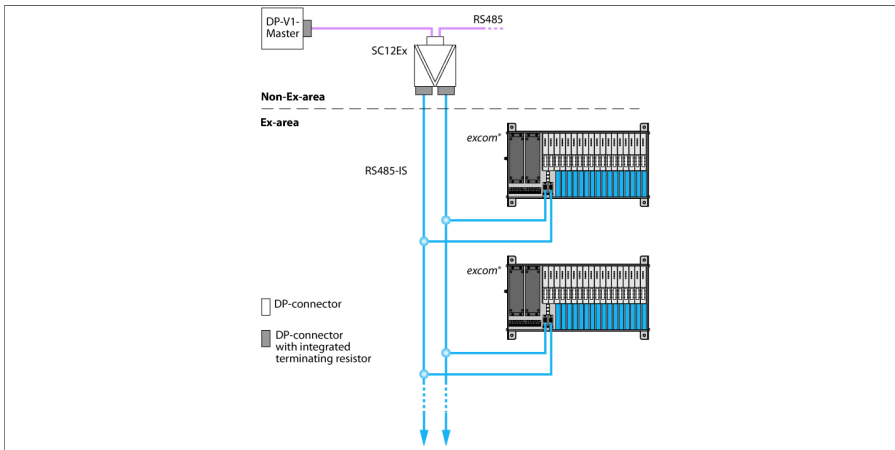 DP-V1-
Master
RS485
SC12Ex
Non-Ex-area
Ex-area
excom®
RS485-IS
excom®
DP-connector
DP-connector
with integrated
terminating resistor